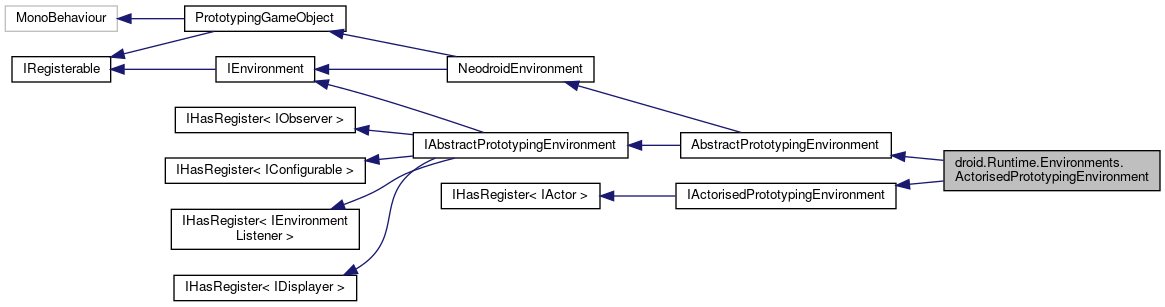 MonoBehaviour
PrototypingGameObject
IRegisterable
IEnvironment
NeodroidEnvironment
IHasRegister< IObserver >
IAbstractPrototypingEnvironment
AbstractPrototypingEnvironment
IHasRegister< IConfigurable >
droid.Runtime.Environments.
ActorisedPrototypingEnvironment
IHasRegister< IActor >
IActorisedPrototypingEnvironment
IHasRegister< IEnvironment
Listener >
IHasRegister< IDisplayer >